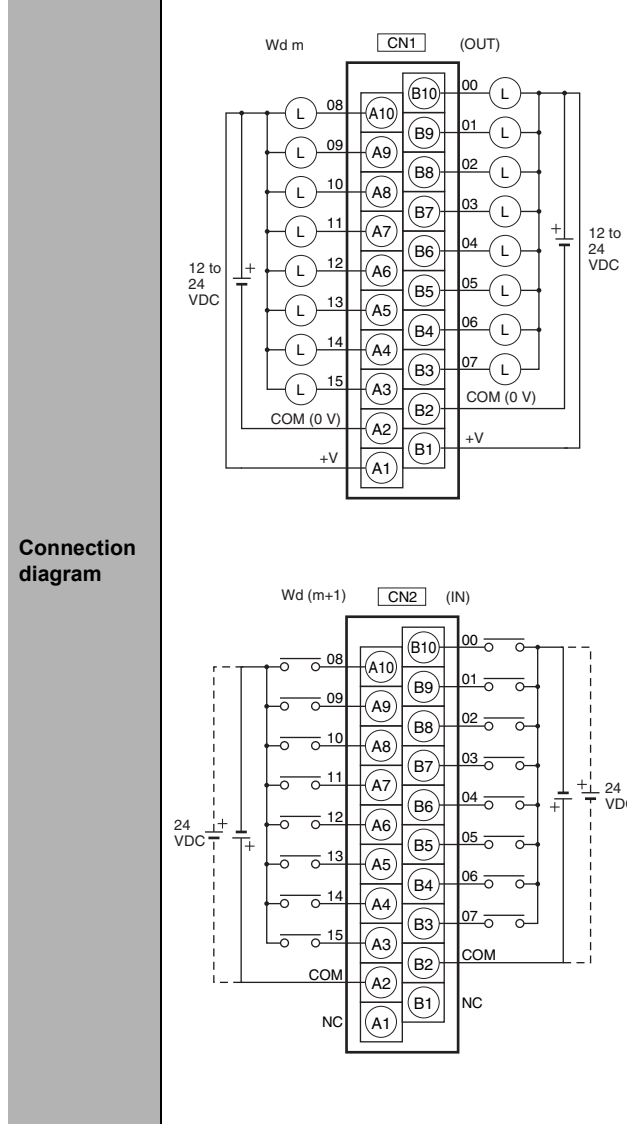 Connection
diagram
Wd m CN1 (OUT)
B10 00 L
L 08 A10
B9 01 L
L 09 A9
B8 02 L
L 10 A8
B7 03 L
L 11 A7
B6 04 L
L 12 A6
B5 05 L
L 13 A5
B4 06 L
L 14 A4
B3 07 L
L 15 A3
B2 COM (0 V)
COM (0 V) A2
B1 +V
+V A1
12 to
24
VDC
+
+
12 to
24
VDC
Wd (m+1) CN2 (IN)
B10 00
08 A10
B9 01
09 A9
B8 02
10 A8
B7 03
11 A7
B6 04
12 A6
B5 05
13 A5
B4 06
14 A4
B3 07
15 A3
B2 COM
COM A2
B1 NC
NC A1
24
VDC
+
+
+
+
24